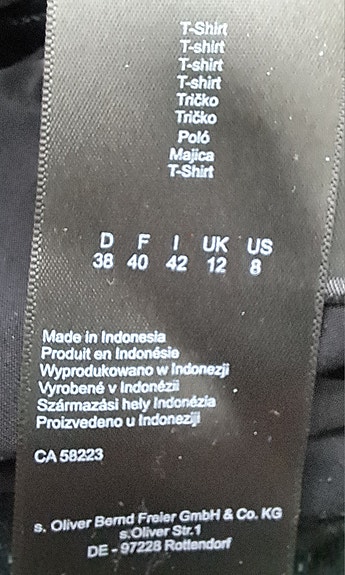 T-Shirt
T-shirt
T-shirt
T-shirt
Tričko
Tričko
Poló
Majica
T-Shirt
D F I UK US
38 40 42 12 8
Made in Indonesia
Produit en Indonésie
Wyprodukowano w Indonezji
Vyrobené v Indonézii
Származási hely Indonézia
Proizvedeno u Indoneziji
CA 58223
s. Oliver Bernd Freier GmbH & Co. KG
s.Oliver Str.1
DE - 97228 Rottendorf